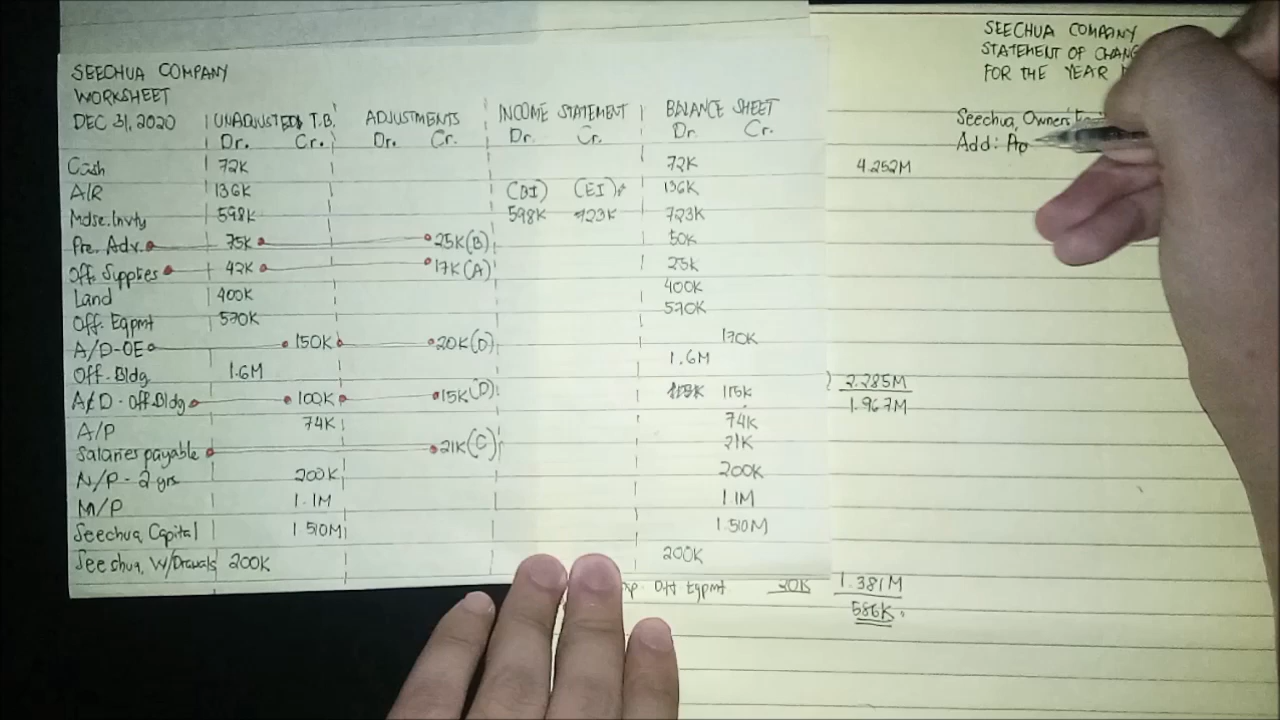 SEECHUA COMPANY
WORKSHEET
DEC 31, 2020 UNADJUSTED T.B. ADJUSTMENTS INCOME STATEMENT BALANCE SHEET
Dr. Cr. Dr. Cr. Dr. Cr. Dr. Cr.
Cash 72K 72K
A/R 136K (BI) (EI) 136K
Mdse. Invty 598K 598K 723K 723K
Pre. Adv. 75K 25K(B) 50K
Off. Supplies 42K 17K(A) 25K
Land 400K 400K
Off. Eqpmt 570K 570K
A/D-OE 150K 20K(D) 170K
Off. Bldg 1.6M 1.6M
A/D - Off. Bldg 100K 15K(D) 115K
A/P 74K 74K
Salaries payable 21K(C) 21K
N/P - 2 yrs 200K 200K
M/P 1.1M 1.1M
Seechua, Capital 1.510M 1.510M
Seechua, W/Drawals 200K 200K
SEECHUA COMPANY
STATEMENT OF CHANG
FOR THE YEAR
Seechua, Owner's
Add:
4.252M
2.285M
1.967M
Off Eqpmt 20K 1.381M
586K